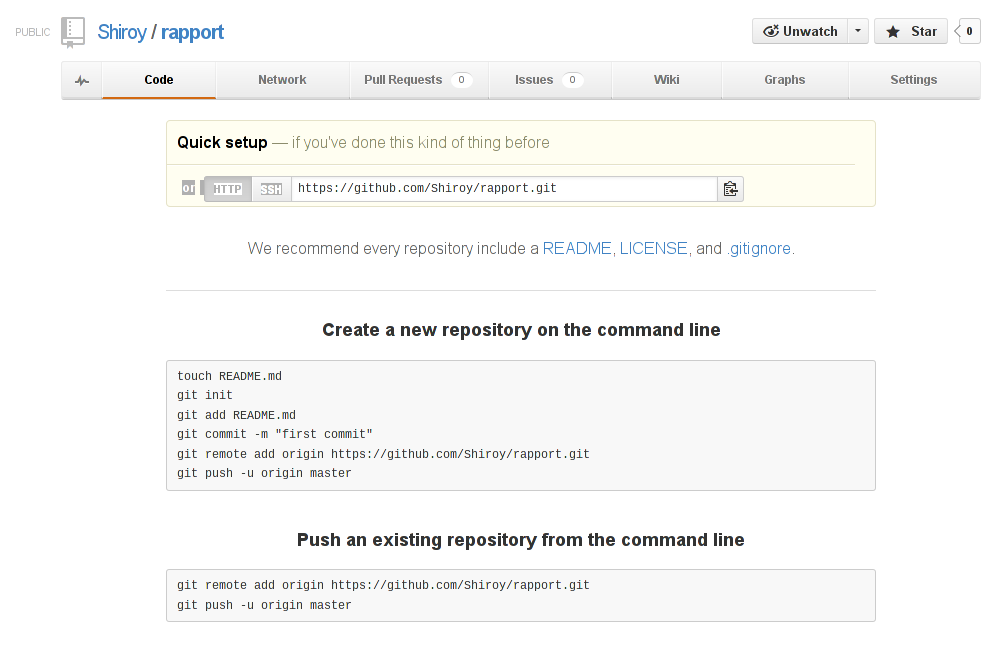 PUBLIC Shiroy / rapport Unwatch Star 0
Code Network Pull Requests 0 Issues 0 Wiki Graphs Settings
Quick setup — if you've done this kind of thing before
or HTTP SSH https://github.com/Shiroy/rapport.git
We recommend every repository include a README, LICENSE, and .gitignore.
Create a new repository on the command line
touch README.md
git init
git add README.md
git commit -m "first commit"
git remote add origin https://github.com/Shiroy/rapport.git
git push -u origin master
Push an existing repository from the command line
git remote add origin https://github.com/Shiroy/rapport.git
git push -u origin master